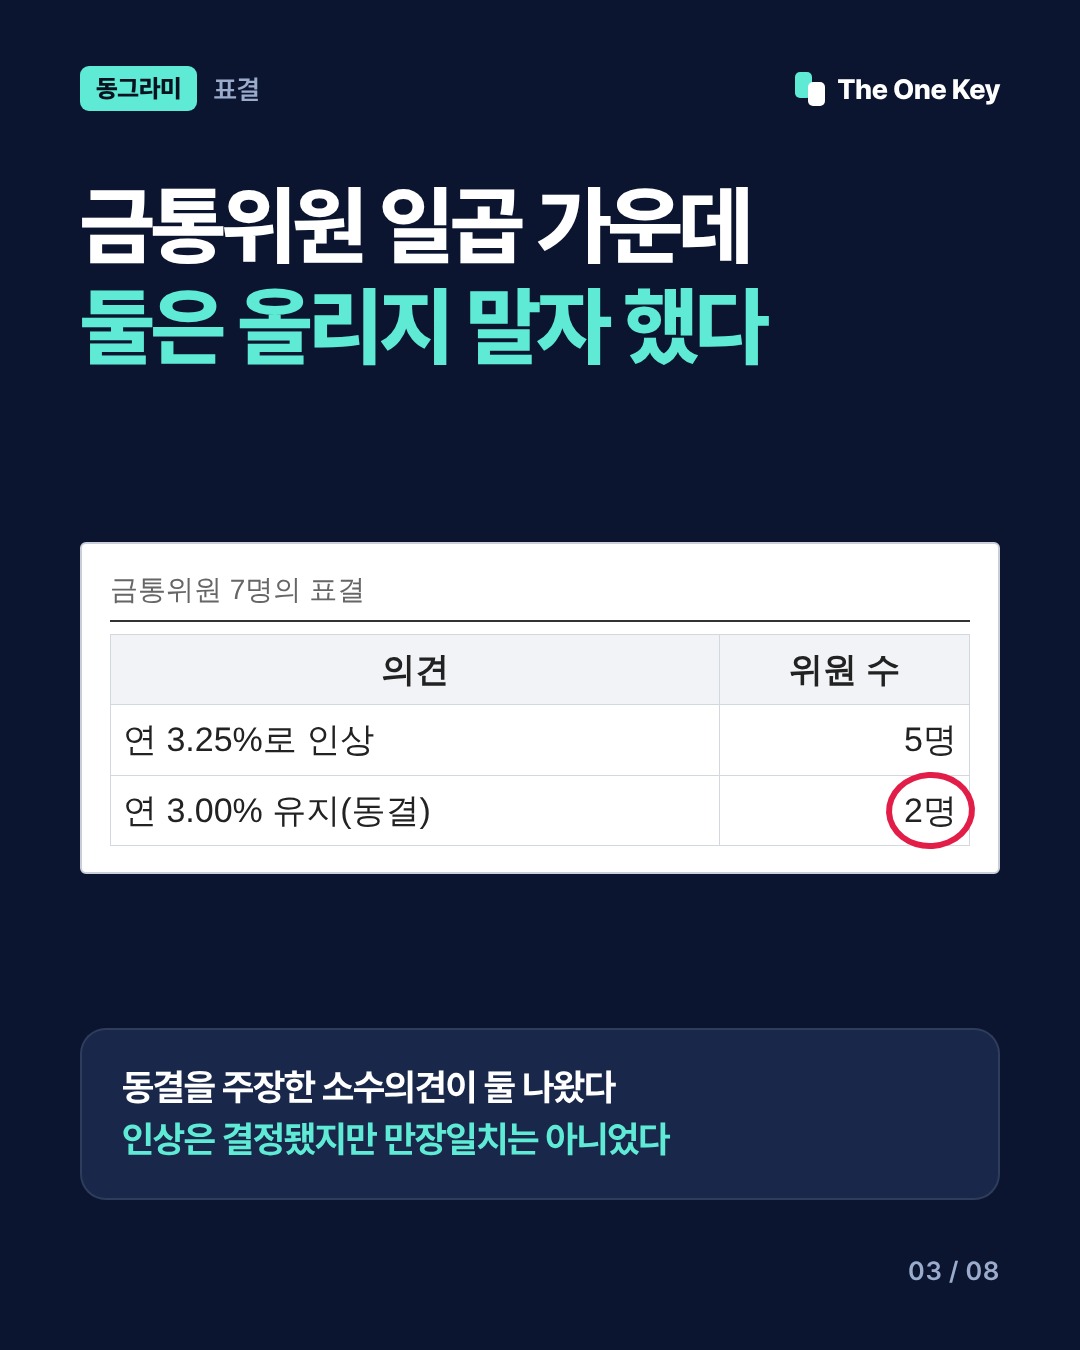 동그라미 표결
The One Key
금통위원 일곱 가운데
둘은 올리지 말자 했다
금통위원 7명의 표결
의견 위원 수
연 3.25%로 인상 5명
연 3.00% 유지(동결) 2명
동결을 주장한 소수의견이 둘 나왔다
인상은 결정됐지만 만장일치는 아니었다
03 / 08